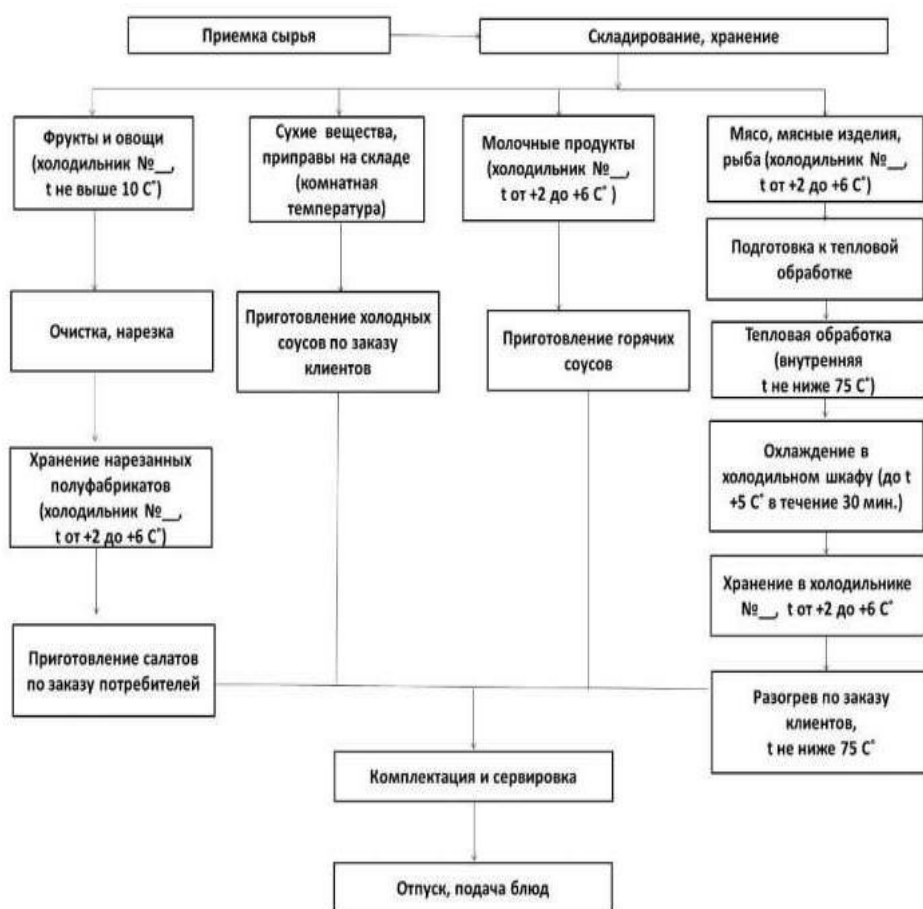 Приемка сырья
Складирование, хранение
Фрукты и овощи
(холодильник №__,
t не выше 10 С˚)
Сухие вещества,
приправы на складе
(комнатная
температура)
Молочные продукты
(холодильник №__,
t от +2 до +6 С˚ )
Мясо, мясные изделия,
рыба (холодильник №__,
t от +2 до +6 С˚)
Подготовка к тепловой
обработке
Очистка, нарезка
Приготовление холодных
соусов по заказу
клиентов
Приготовление горячих
соусов
Тепловая обработка
(внутренняя
t не ниже 75 С˚)
Охлаждение в
холодильном шкафу (до t
+5 С˚ в течение 30 мин.)
Хранение нарезанных
полуфабрикатов
(холодильник №__,
t от +2 до +6 С˚)
Хранение в холодильнике
№__, t от +2 до +6 С˚
Приготовление салатов
по заказу потребителей
Разогрев по заказу
клиентов,
t не ниже 75 С˚
Комплектация и сервировка
Отпуск, подача блюд